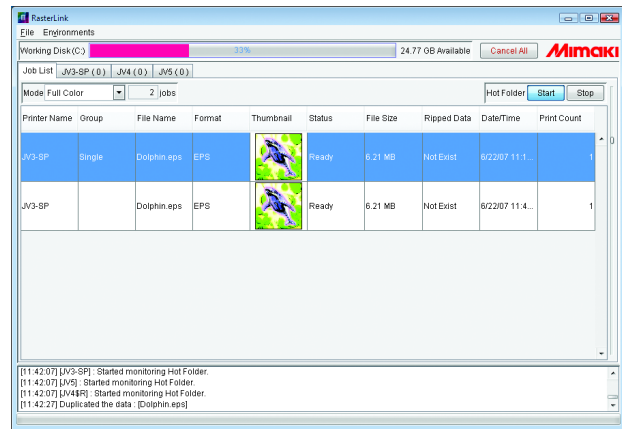 RasterLink
File Environments
Working Disk(C:) 33% 24.77 GB Available Cancel All Mimaki
Job List JV3-SP ( 0 ) JV4 ( 0 ) JV5 ( 0 )
Mode Full Color 2 jobs Hot Folder Start Stop
Printer Name Group File Name Format Thumbnail Status File Size Ripped Data Date/Time Print Count
JV3-SP Single Dolphin.eps EPS Ready 6.21 MB Not Exist 6/22/07 11:1... 1
JV3-SP Dolphin.eps EPS Ready 6.21 MB Not Exist 6/22/07 11:4... 1
[11:42:07] [JV3-SP] : Started monitoring Hot Folder.
[11:42:07] [JV5] : Started monitoring Hot Folder.
[11:42:07] [JV4$R] : Started monitoring Hot Folder.
[11:42:27] Duplicated the data : [Dolphin.eps]